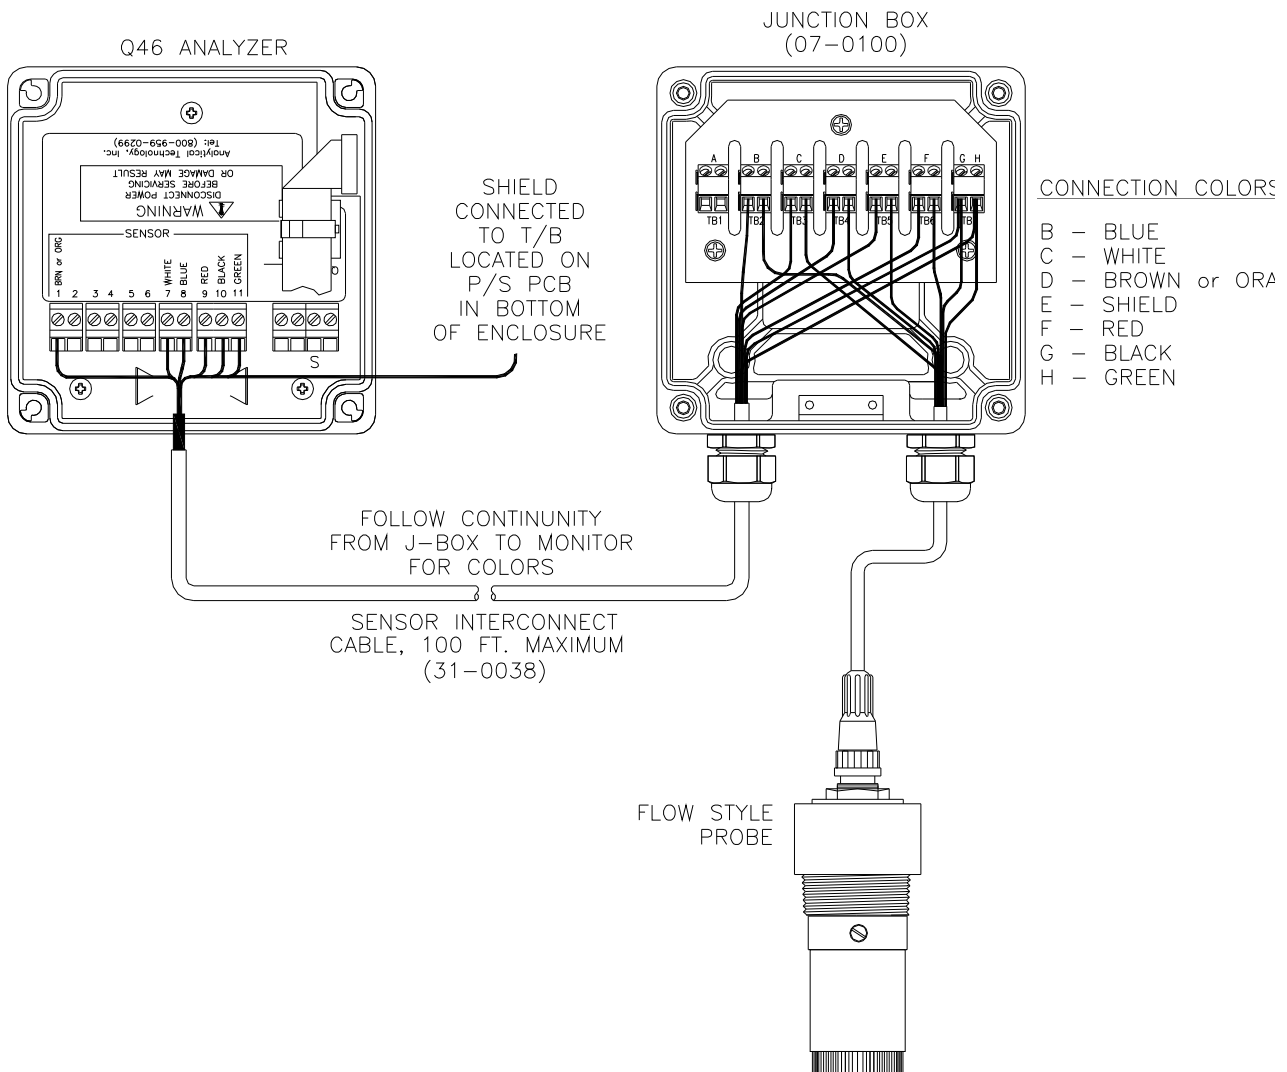 Q46 ANALYZER
JUNCTION BOX
(07-0100)
Tel: (800-959-0299)
Analytical Technology, Inc.
OR DAMAGE MAY RESULT
BEFORE SERVICING
DISCONNECT POWER
WARNING
SENSOR
BRN or ORG
WHITE
BLUE
RED
BLACK
GREEN
1 2 3 4 5 6 7 8 9 10 11
S
SHIELD
CONNECTED
TO T/B
LOCATED ON
P/S PCB
IN BOTTOM
OF ENCLOSURE
A B C D E F G H
TB1 TB2 TB3 TB4 TB5 TB6 TB
CONNECTION COLORS
B - BLUE
C - WHITE
D - BROWN or ORA
E - SHIELD
F - RED
G - BLACK
H - GREEN
FOLLOW CONTINUNITY
FROM J-BOX TO MONITOR
FOR COLORS
SENSOR INTERCONNECT
CABLE, 100 FT. MAXIMUM
(31-0038)
FLOW STYLE
PROBE